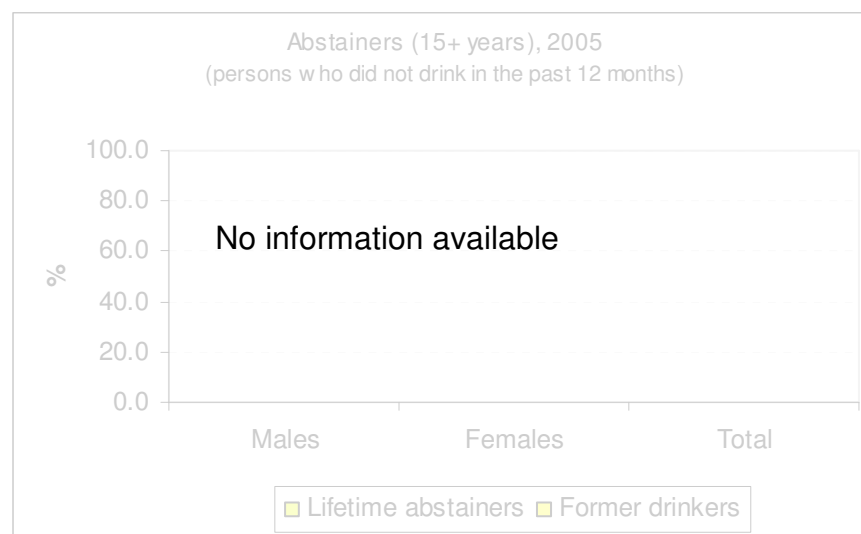 Abstainers (15+ years), 2005
(persons who did not drink in the past 12 months)
100.0
80.0
No information available
60.0
%
40.0
20.0
0.0
Males Females Total
Lifetime abstainers Former drinkers